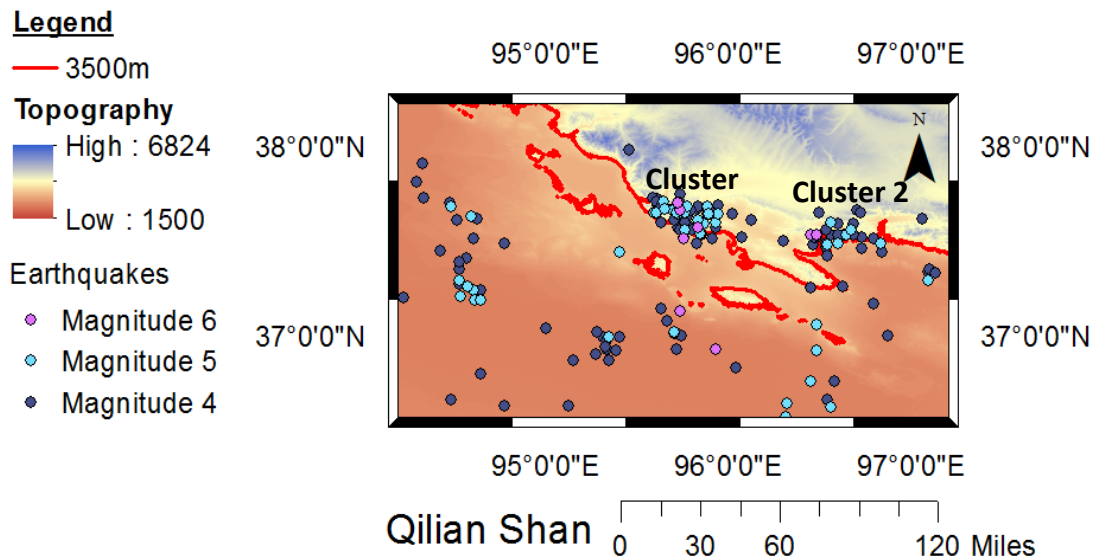 Legend
3500m
Topography
High : 6824
Low : 1500
Earthquakes
Magnitude 6
Magnitude 5
Magnitude 4
95°0'0"E 96°0'0"E 97°0'0"E
38°0'0"N 38°0'0"N
N
Cluster
Cluster 2
37°0'0"N 37°0'0"N
95°0'0"E 96°0'0"E 97°0'0"E
Qilian Shan
0 30 60 120 Miles